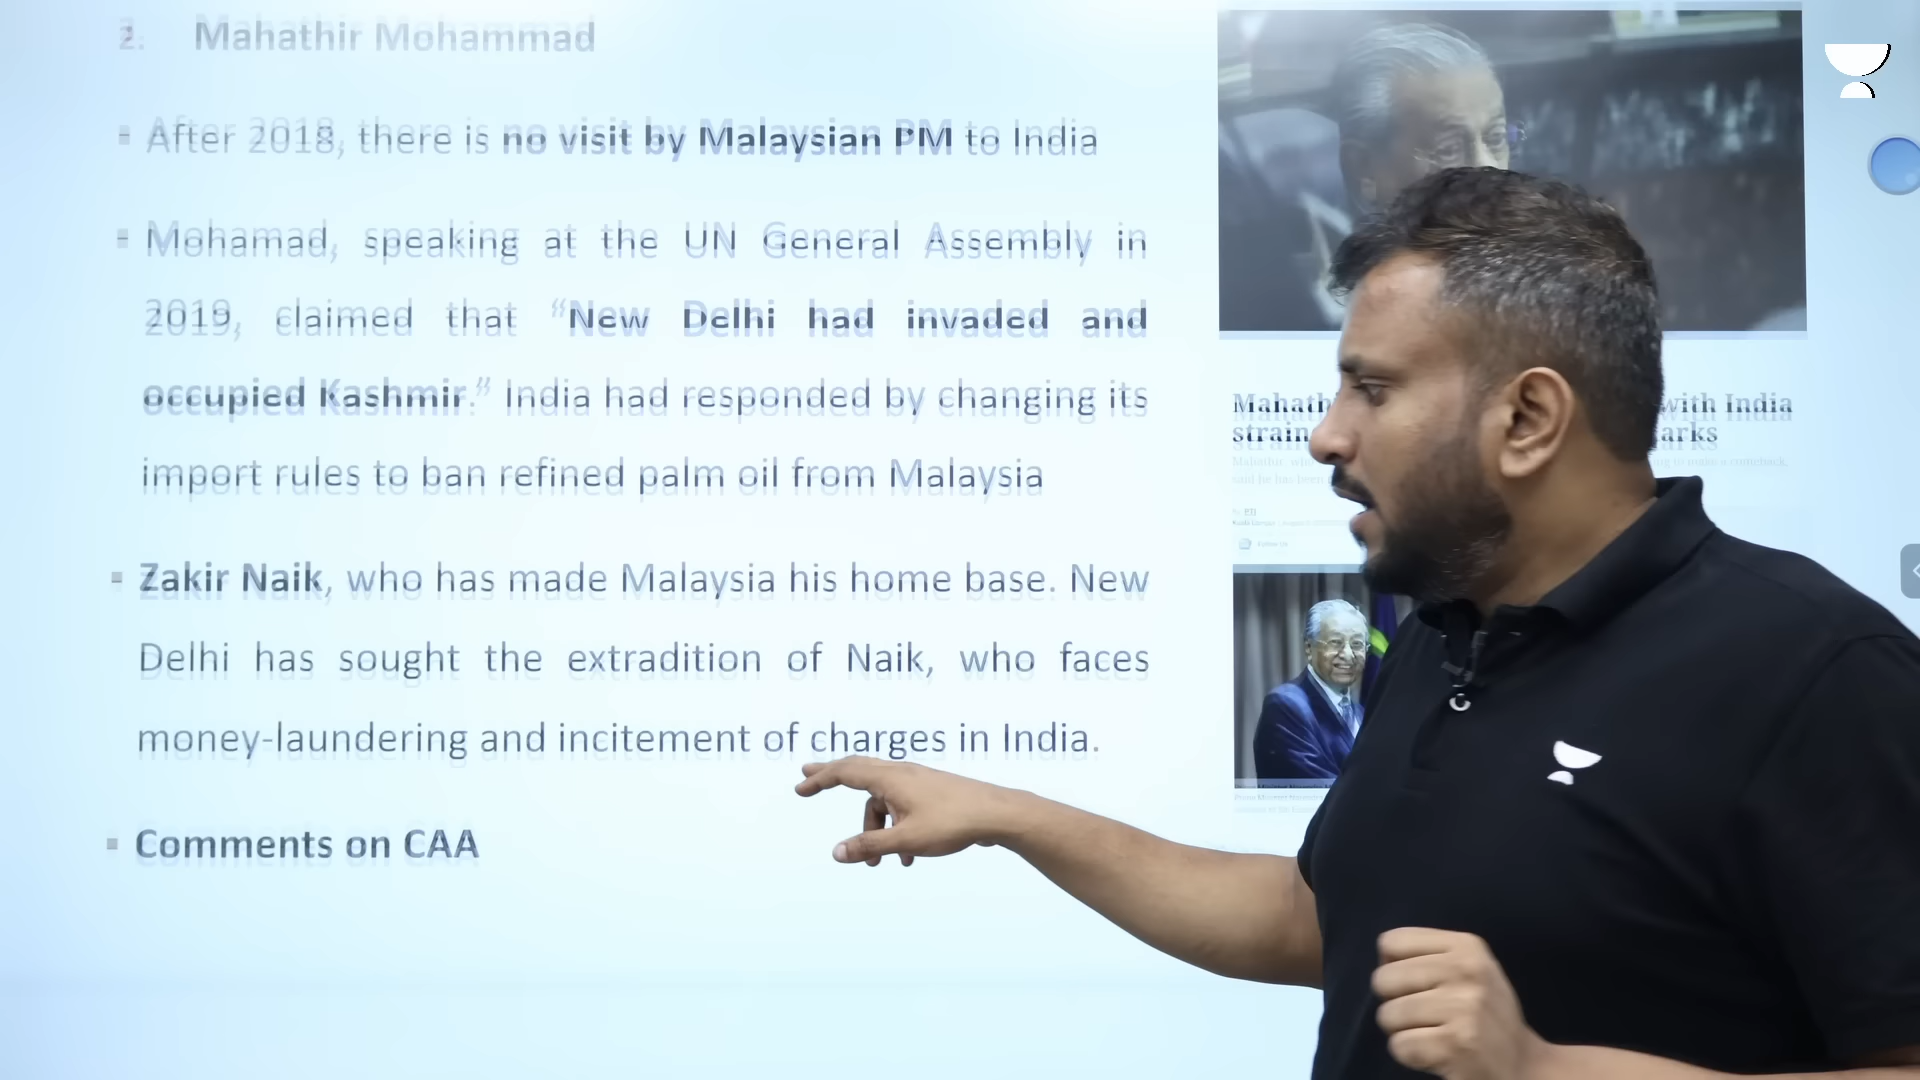 2. Mahathir Mohammad
▪ After 2018, there is no visit by Malaysian PM to India
▪ Mohamad, speaking at the UN General Assembly in
2019, claimed that “New Delhi had invaded and
occupied Kashmir.” India had responded by changing its
import rules to ban refined palm oil from Malaysia
▪ Zakir Naik, who has made Malaysia his home base. New
Delhi has sought the extradition of Naik, who faces
money-laundering and incitement of charges in India.
▪ Comments on CAA
with India
strain